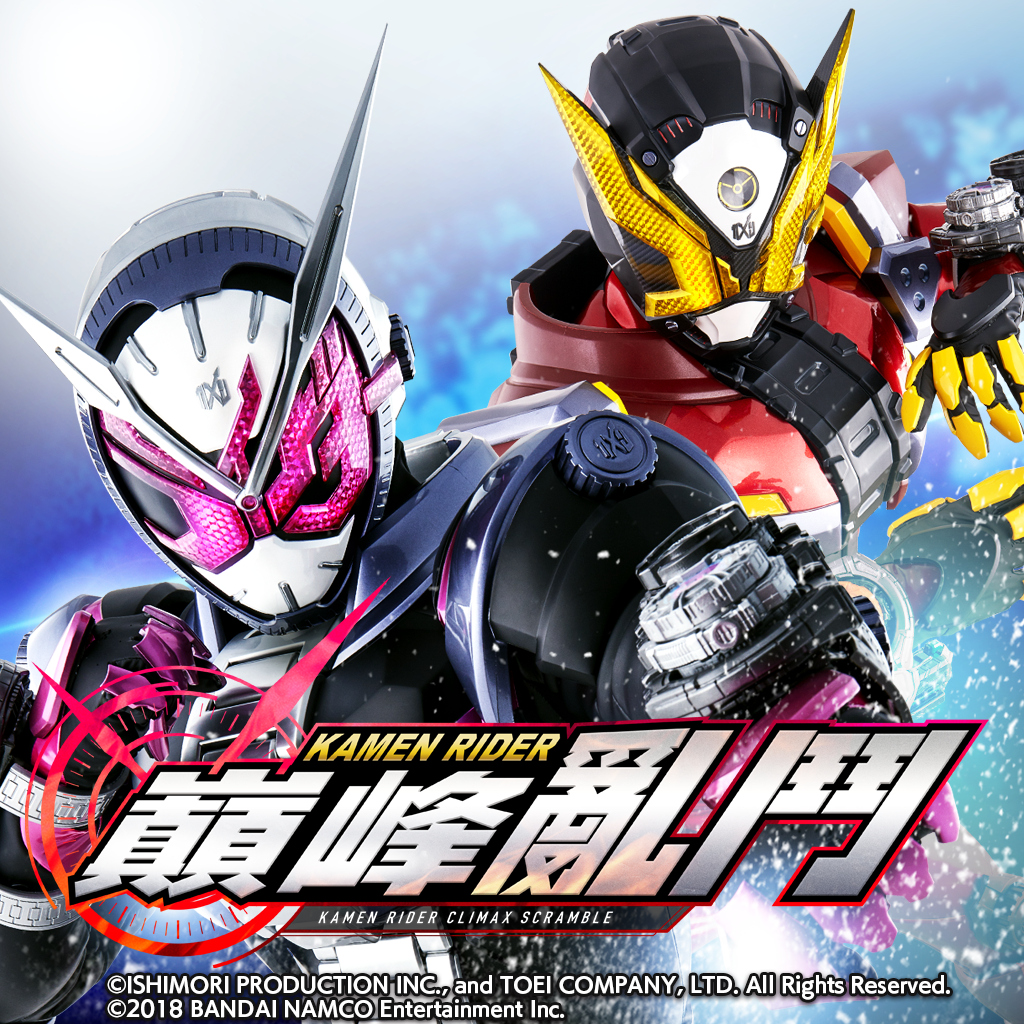 KAMEN RIDER
巔峰亂鬥
KAMEN RIDER CLIMAX SCRAMBLE
©ISHIMORI PRODUCTION INC., and TOEI COMPANY, LTD. All Rights Reserved.
©2018 BANDAI NAMCO Entertainment Inc.